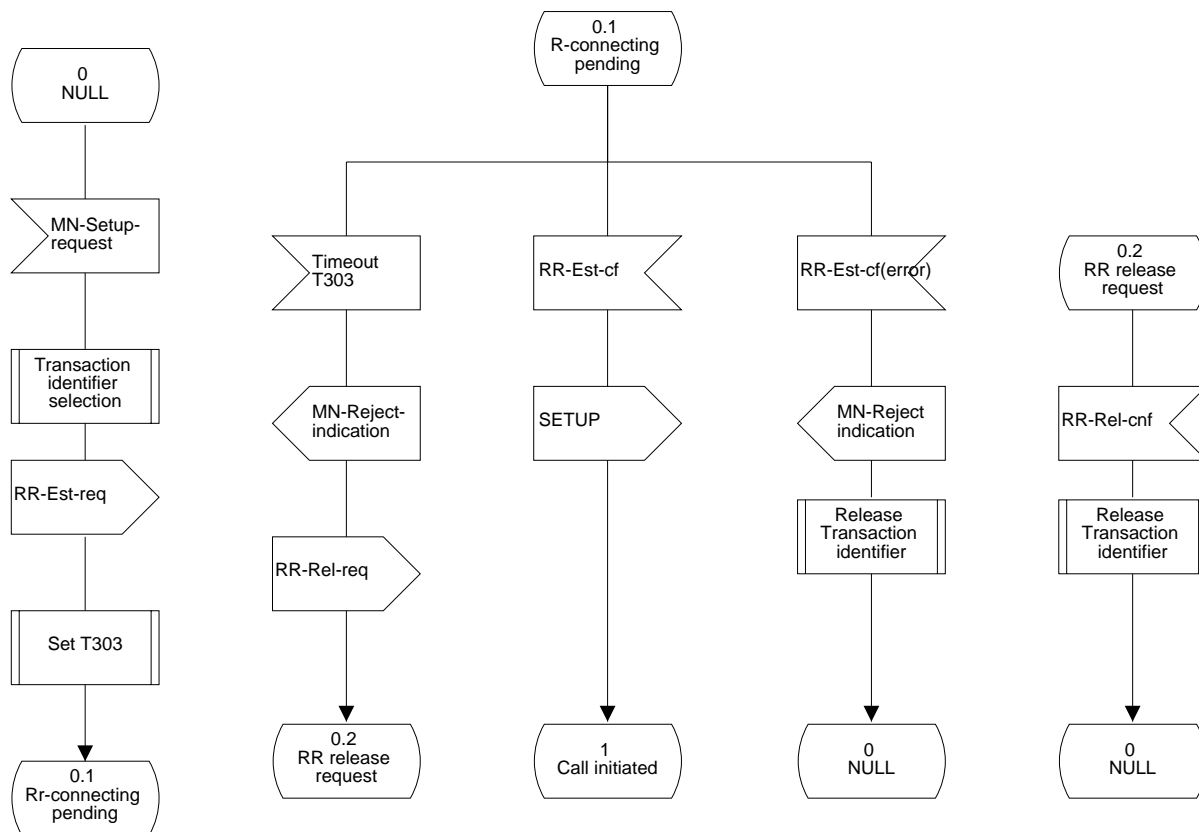 0
NULL
MN-Setup-
request
Transaction
identifier
selection
RR-Est-req
Set T303
0.1
Rr-connecting
pending
0.1
R-connecting
pending
Timeout
T303
MN-Reject-
indication
RR-Rel-req
0.2
RR release
request
RR-Est-cf
SETUP
1
Call initiated
RR-Est-cf(error)
MN-Reject
indication
Release
Transaction
identifier
0
NULL
0.2
RR release
request
RR-Rel-cnf
Release
Transaction
identifier
0
NULL